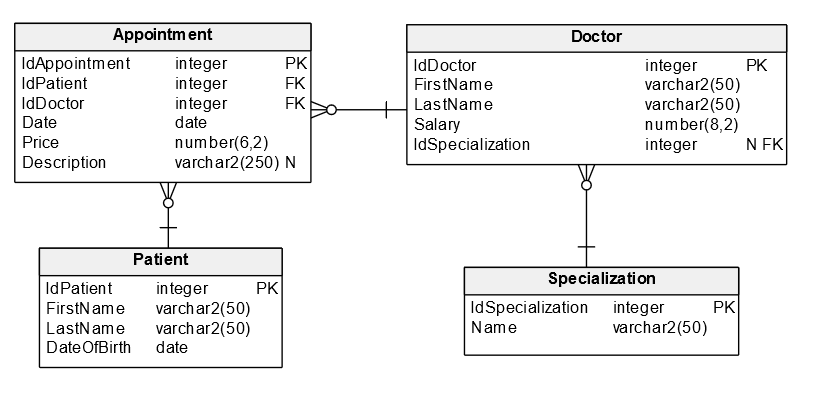 Appointment
IdAppointment integer PK
IdPatient integer FK
IdDoctor integer FK
Date date
Price number(6,2)
Description varchar2(250) N
Doctor
IdDoctor integer PK
FirstName varchar2(50)
LastName varchar2(50)
Salary number(8,2)
IdSpecialization integer N FK
Patient
IdPatient integer PK
FirstName varchar2(50)
LastName varchar2(50)
DateOfBirth date
Specialization
IdSpecialization integer PK
Name varchar2(50)